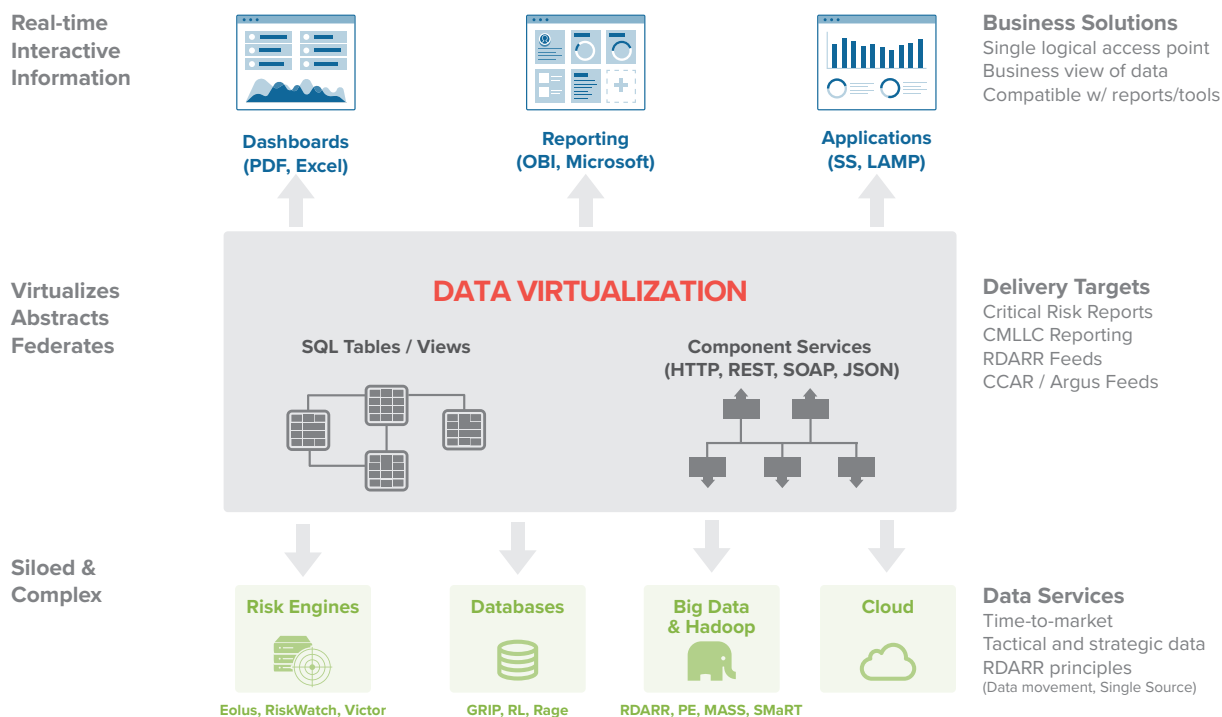 Real-time
Interactive
Information
Dashboards
(PDF, Excel)
Reporting
(OBI, Microsoft)
Applications
(SS, LAMP)
Business Solutions
Single logical access point
Business view of data
Compatible w/ reports/tools
Virtualizes
Abstracts
Federates
DATA VIRTUALIZATION
SQL Tables / Views
Component Services
(HTTP, REST, SOAP, JSON)
Delivery Targets
Critical Risk Reports
CMLLC Reporting
RDARR Feeds
CCAR / Argus Feeds
Siloed &
Complex
Risk Engines
Eolus, RiskWatch, Victor
Databases
GRIP, RL, Rage
Big Data
& Hadoop
RDARR, PE, MASS, SMaRT
Cloud
Data Services
Time-to-market
Tactical and strategic data
RDARR principles
(Data movement, Single Source)